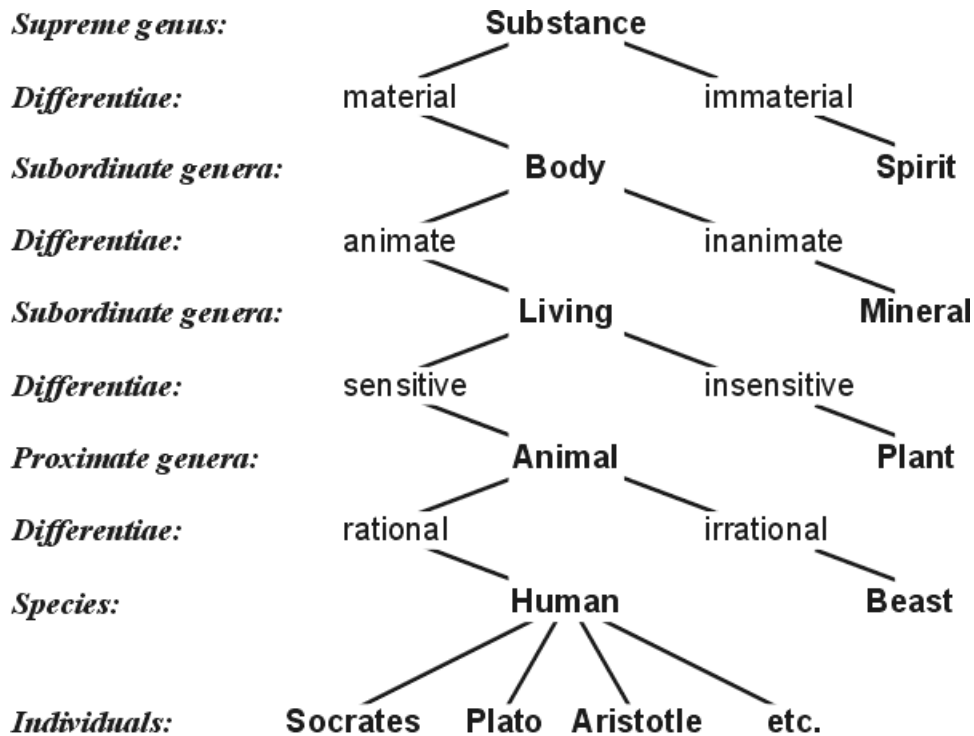 Supreme genus: Substance
Differentiae: material immaterial
Subordinate genera: Body Spirit
Differentiae: animate inanimate
Subordinate genera: Living Mineral
Differentiae: sensitive insensitive
Proximate genera: Animal Plant
Differentiae: rational irrational
Species: Human Beast
Individuals: Socrates Plato Aristotle etc.